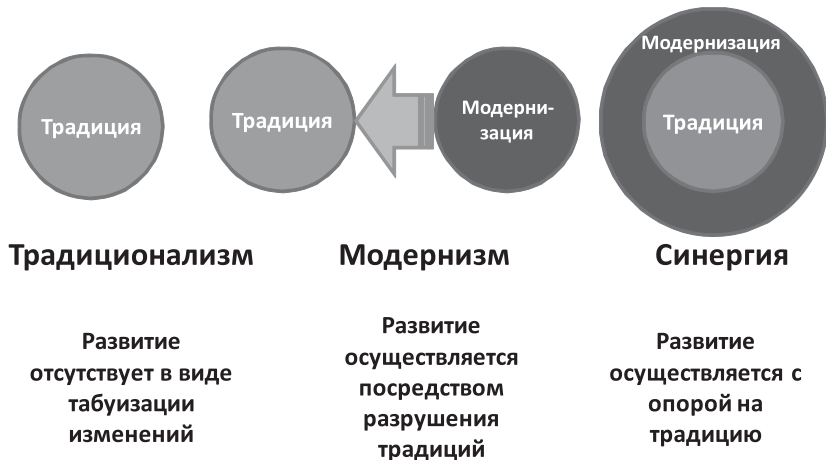 Традиция
Традиция
Модерни-
зация
Модернизация
Традиция
Традиционализм
Модернизм
Синергия
Развитие
отсутствует в виде
табуизации
изменений
Развитие
осуществляется
посредством
разрушения
традиций
Развитие
осуществляется с
опорой на
традицию